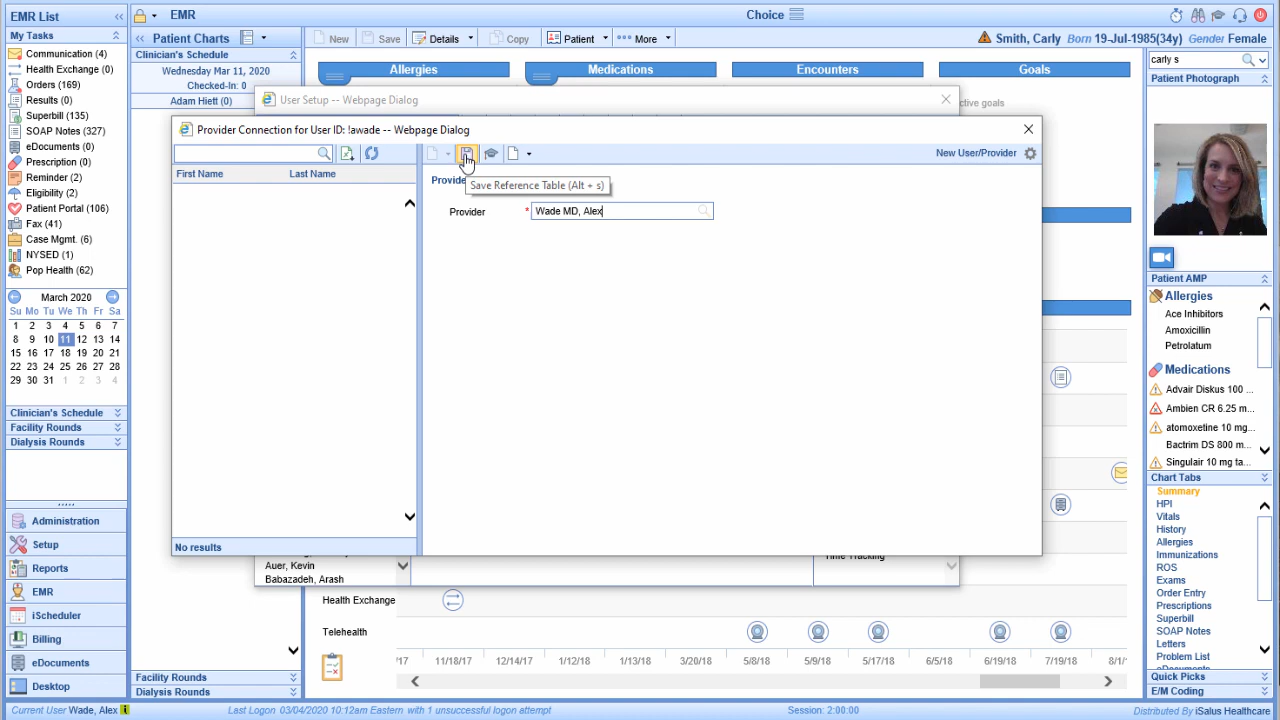 EMR List
EMR
Choice
My Tasks
Communication (4)
Health Exchange (0)
Orders (169)
Results (0)
Superbill (135)
SOAP Notes (327)
eDocuments (0)
Prescription (0)
Reminder (2)
Eligibility (2)
Patient Portal (106)
Fax (41)
Case Mgmt. (6)
NYSED (1)
Pop Health (62)
March 2020
Su Mo Tu We Th Fr Sa
1 2 3 4 5 6 7
8 9 10 11 12 13 14
15 16 17 18 19 20 21
22 23 24 25 26 27 28
29 30 31 1 2 3 4
Clinician's Schedule
Facility Rounds
Dialysis Rounds
Administration
Setup
Reports
EMR
iScheduler
Billing
eDocuments
Desktop
Patient Charts
Clinician's Schedule
Wednesday Mar 11, 2020
Checked-In: 0
Adam Hiett (0)
Facility Rounds
Dialysis Rounds
New Save Details Copy Patient More
Smith, Carly Born 19-Jul-1985(34y) Gender Female
Allergies Medications Encounters Goals
ctive goals
User Setup -- Webpage Dialog
Provider Connection for User ID: !awade -- Webpage Dialog
New User/Provider
First Name Last Name
Save Reference Table (Alt + s)
Provide
Provider * Wade MD, Alex
No results
Auer, Kevin
Babazadeh, Arash
Time Tracking
Health Exchange
Telehealth
'/17 11/18/17 12/14/17 1/12/18 1/13/18 3/20/18 5/8/18 5/9/18 5/17/18 6/5/18 6/19/18 7/19/18 8/1/
carly s
Patient Photograph
Patient AMP
Allergies
Ace Inhibitors
Amoxicillin
Petrolatum
Medications
Advair Diskus 100 ...
Ambien CR 6.25 m...
atomoxetine 10 mg...
Bactrim DS 800 m...
Singulair 10 mg ta...
Chart Tabs
Summary
HPI
Vitals
History
Allergies
Immunizations
ROS
Exams
Order Entry
Prescriptions
Superbill
SOAP Notes
Letters
Problem List
Quick Picks
E/M Coding
Current User Wade, Alex
Last Logon 03/04/2020 10:12am Eastern with 1 unsuccessful logon attempt
Session: 2:00:00
Distributed By iSalus Healthcare